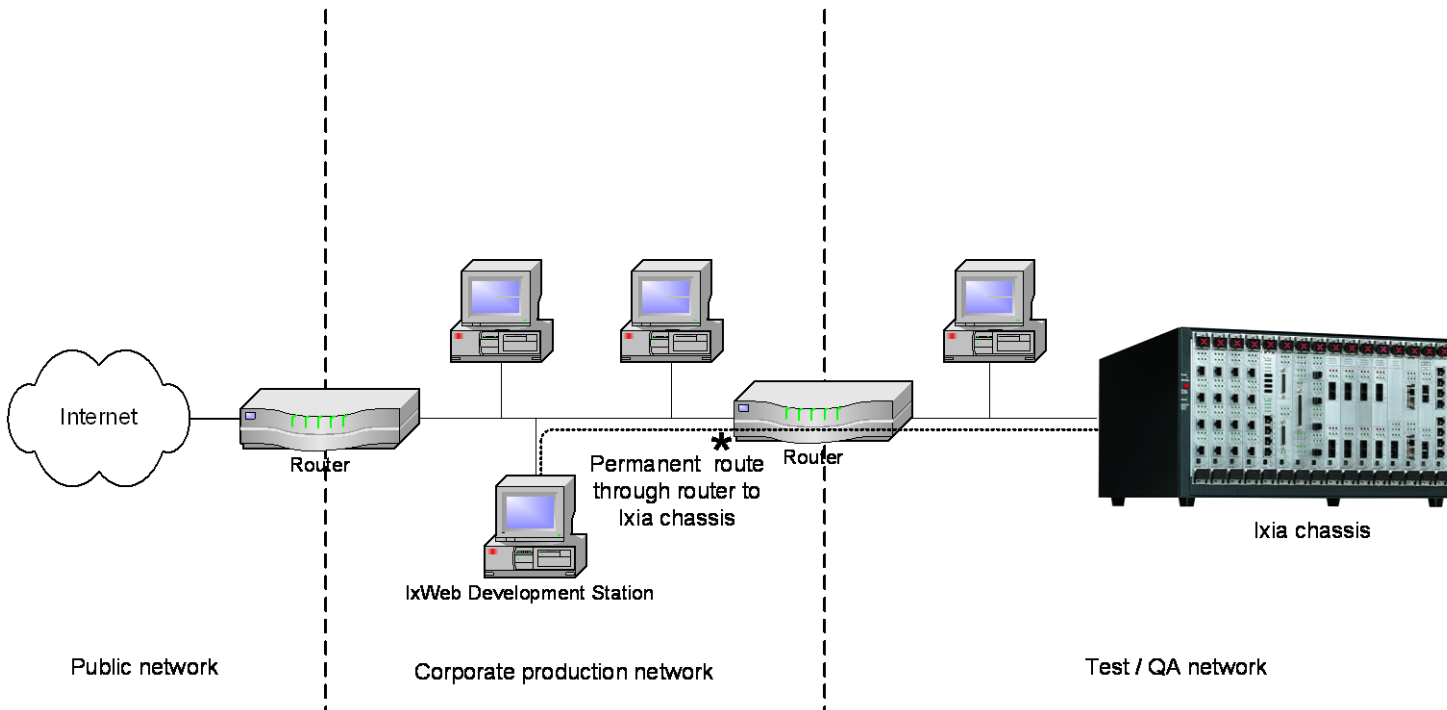 Internet
Router
*
Permanent route
through router to
Ixia chassis
Router
Ixia chassis
IxWeb Development Station
Public network
Corporate production network
Test / QA network